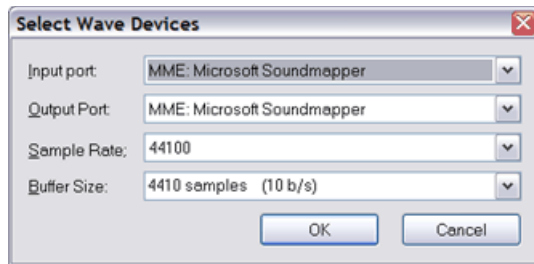 Select Wave Devices
Input port: MME: Microsoft Soundmapper
Output Port: MME: Microsoft Soundmapper
Sample Rate; 44100
Buffer Size: 4410 samples (10 b/s)
OK Cancel